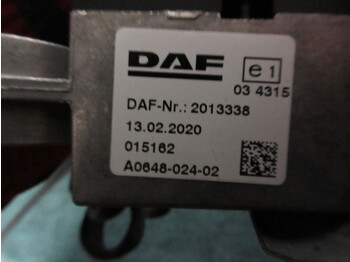 DAF
e1
03 4315
DAF-Nr.: 2013338
13.02.2020
015162
A0648-024-02